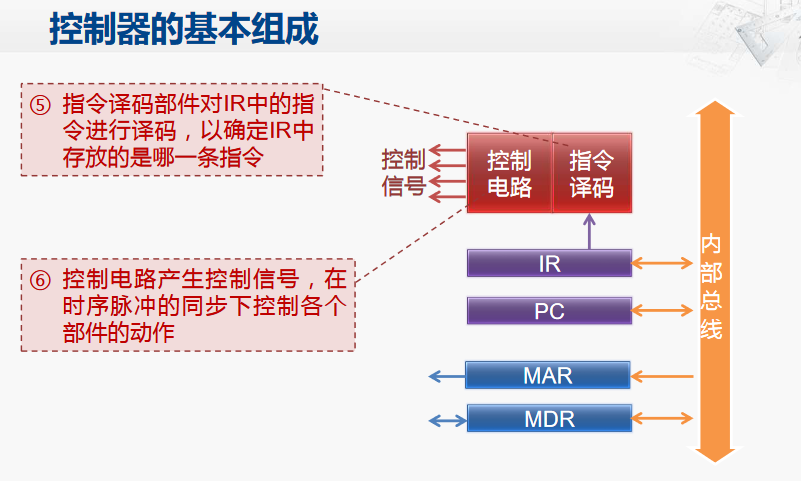 控制器的基本组成
⑤ 指令译码部件对IR中的指
令进行译码，以确定IR中
存放的是哪一条指令
控制
信号
控制
电路
指令
译码
⑥ 控制电路产生控制信号，在
时序脉冲的同步下控制各个
部件的动作
IR
PC
MAR
MDR
内
部
总
线